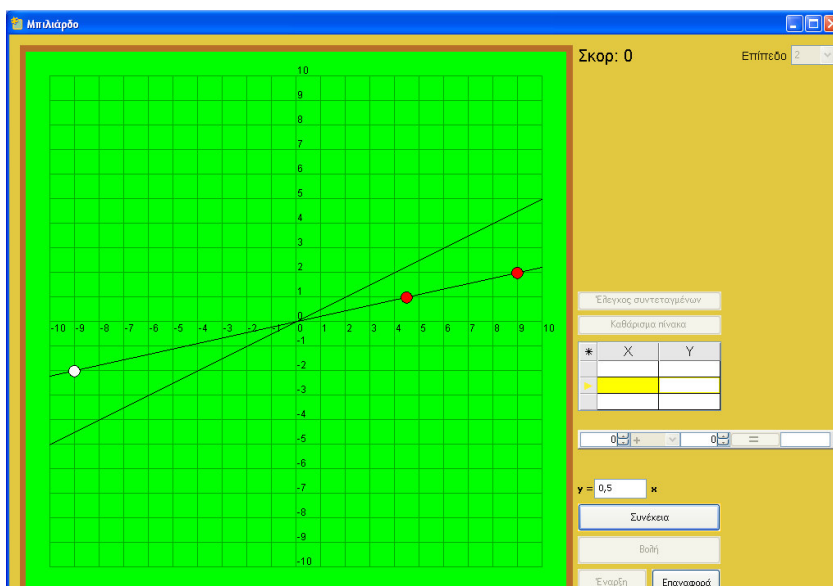 Μπιλιάρδο
Σκορ: 0
Επίπεδο 2
10
9
8
7
6
5
4
3
2
1
0
-10 -9 -8 -7 -6 -5 -4 -3 -2 -1 0 1 2 3 4 5 6 7 8 9 10
-1
-2
-3
-4
-5
-6
-7
-8
-9
-10
Έλεγχος συντεταγμένων
Καθάρισμα πίνακα
* X Y
0 + 0 =
y = 0,5 x
Συνέκεια
Βολή
Έναρξη Επαναφορά